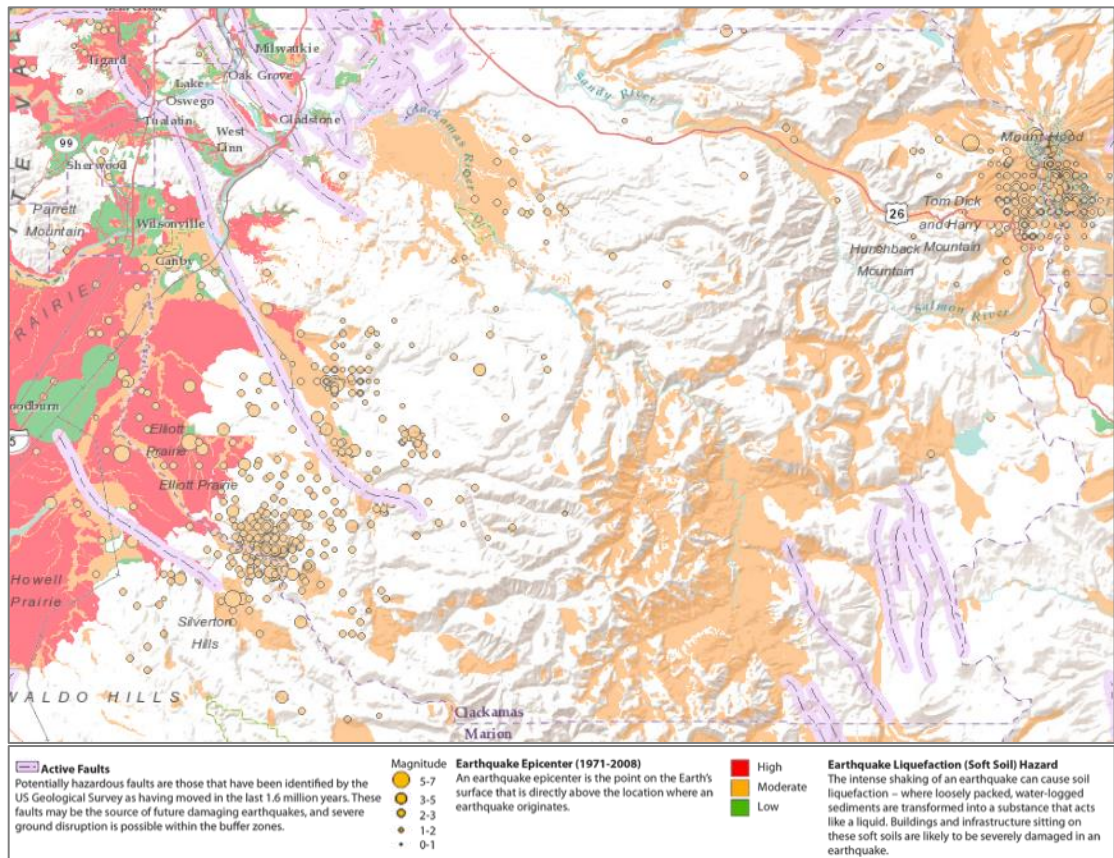 Tigard
Milwaukie
Lake
Oswego
Oak Grove
Tualatin
West
Linn
Gladstone
Clackamas
River
Sandy River
99
Sherwood
Parrett
Mountain
Wilsonville
Canby
Mount Hood
26
Tom Dick
and Harry
Mountain
Hunchback
Mountain
Salmon River
RAIRIE
oodburn
5
Elliott
Prairie
Elliott Prairie
Howell
Prairie
Silverton
Hills
WALDO HILLS
Clackamas
Marion
Active Faults
Potentially hazardous faults are those that have been identified by the
US Geological Survey as having moved in the last 1.6 million years. These
faults may be the source of future damaging earthquakes, and severe
ground disruption is possible within the buffer zones.
Magnitude
5-7
3-5
2-3
1-2
0-1
Earthquake Epicenter (1971-2008)
An earthquake epicenter is the point on the Earth's
surface that is directly above the location where an
earthquake originates.
High
Moderate
Low
Earthquake Liquefaction (Soft Soil) Hazard
The intense shaking of an earthquake can cause soil
liquefaction – where loosely packed, water-logged
sediments are transformed into a substance that acts
like a liquid. Buildings and infrastructure sitting on
these soft soils are likely to be severely damaged in an
earthquake.